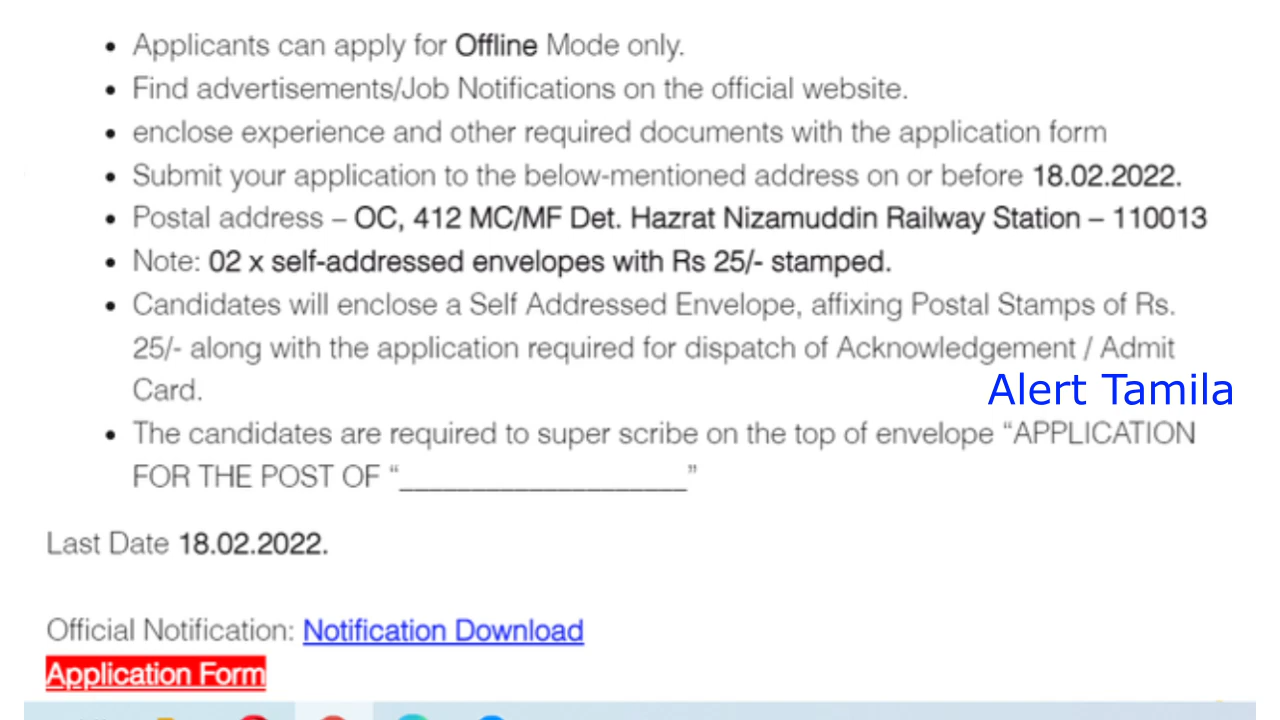 • Applicants can apply for Offline Mode only.
• Find advertisements/Job Notifications on the official website.
• enclose experience and other required documents with the application form
• Submit your application to the below-mentioned address on or before 18.02.2022.
• Postal address – OC, 412 MC/MF Det. Hazrat Nizamuddin Railway Station – 110013
• Note: 02 x self-addressed envelopes with Rs 25/- stamped.
• Candidates will enclose a Self Addressed Envelope, affixing Postal Stamps of Rs.
25/- along with the application required for dispatch of Acknowledgement / Admit
Card.
Alert Tamila
• The candidates are required to super scribe on the top of envelope “APPLICATION
FOR THE POST OF “____________________”
Last Date 18.02.2022.
Official Notification: Notification Download
Application Form